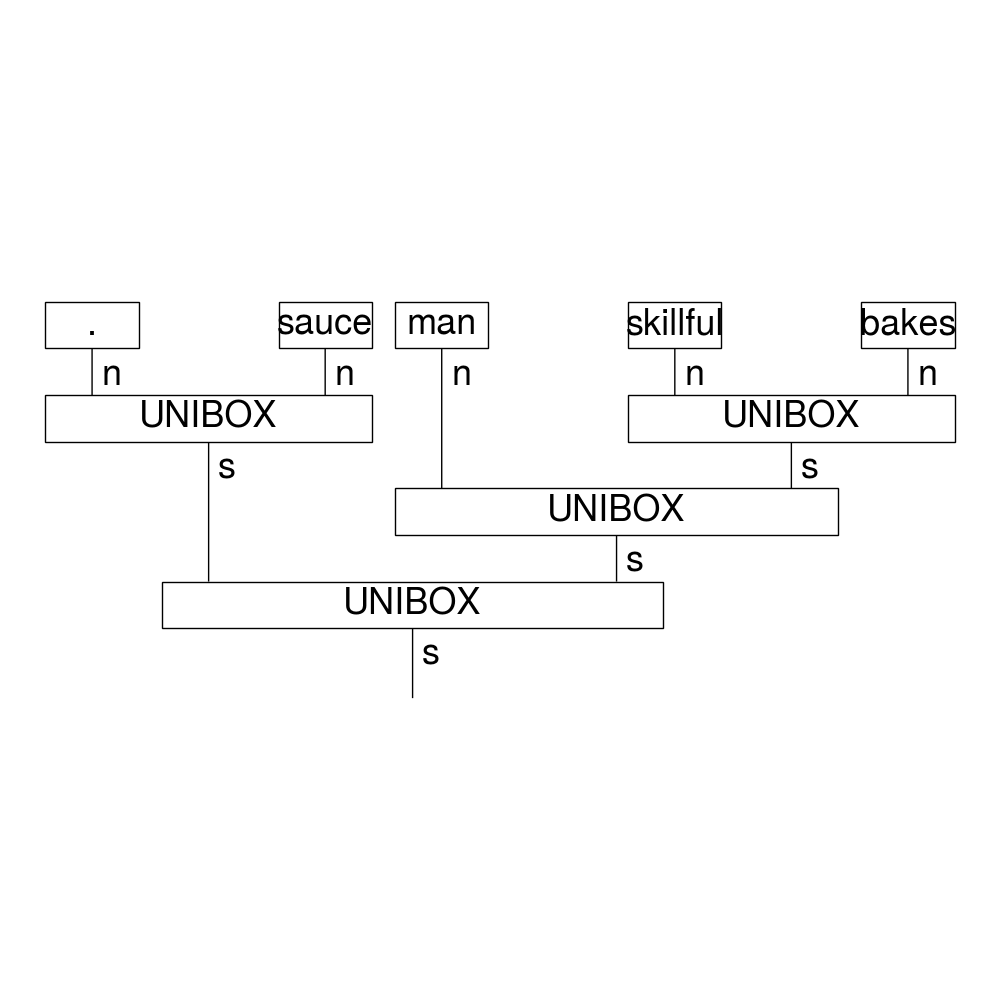 . sauce man skillful bakes
n n n n n
UNIBOX UNIBOX
s s
UNIBOX
s
UNIBOX
s